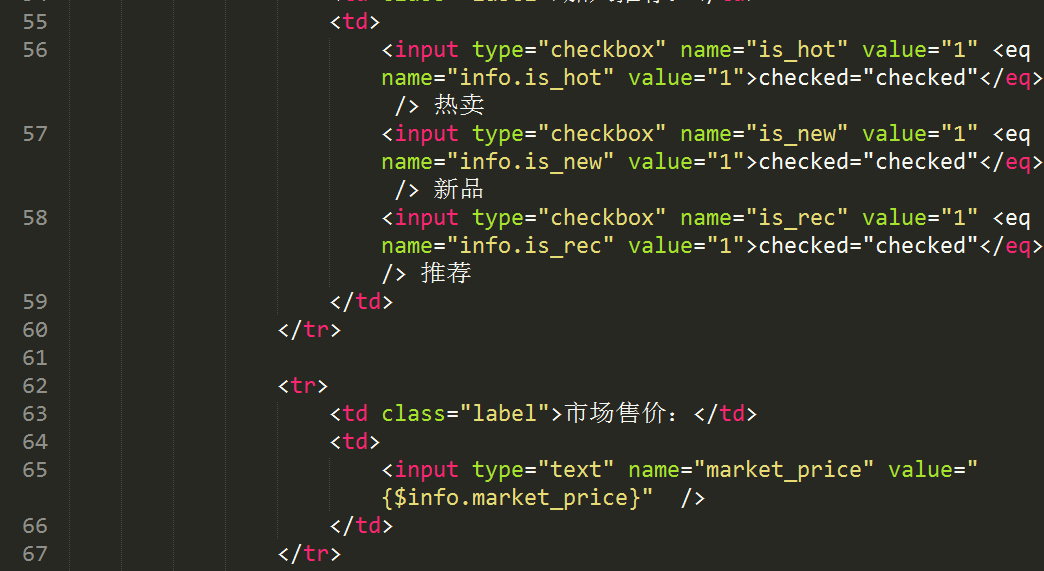 55 <td>
56 <input type="checkbox" name="is_hot" value="1" <eq
name="info.is_hot" value="1">checked="checked"</eq>
/> 热卖
57 <input type="checkbox" name="is_new" value="1" <eq
name="info.is_new" value="1">checked="checked"</eq>
/> 新品
58 <input type="checkbox" name="is_rec" value="1" <eq
name="info.is_rec" value="1">checked="checked"</eq>
/> 推荐
59 </td>
60 </tr>
61
62 <tr>
63 <td class="label">市场售价：</td>
64 <td>
65 <input type="text" name="market_price" value="
{$info.market_price}"  />
66 </td>
67 </tr>